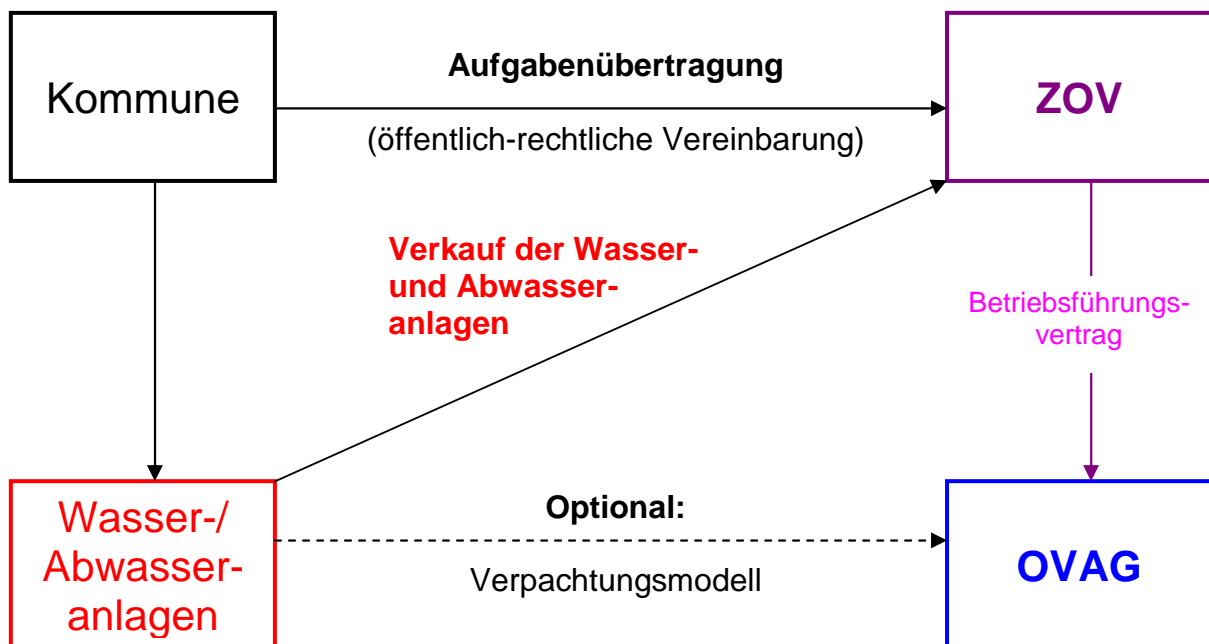 Kommune
Aufgabenübertragung
(öffentlich-rechtliche Vereinbarung)
ZOV
Verkauf der Wasser-
und Abwasser-
anlagen
Betriebsführungs-
vertrag
Wasser-/
Abwasser-
anlagen
Optional:
Verpachtungsmodell
OVAG